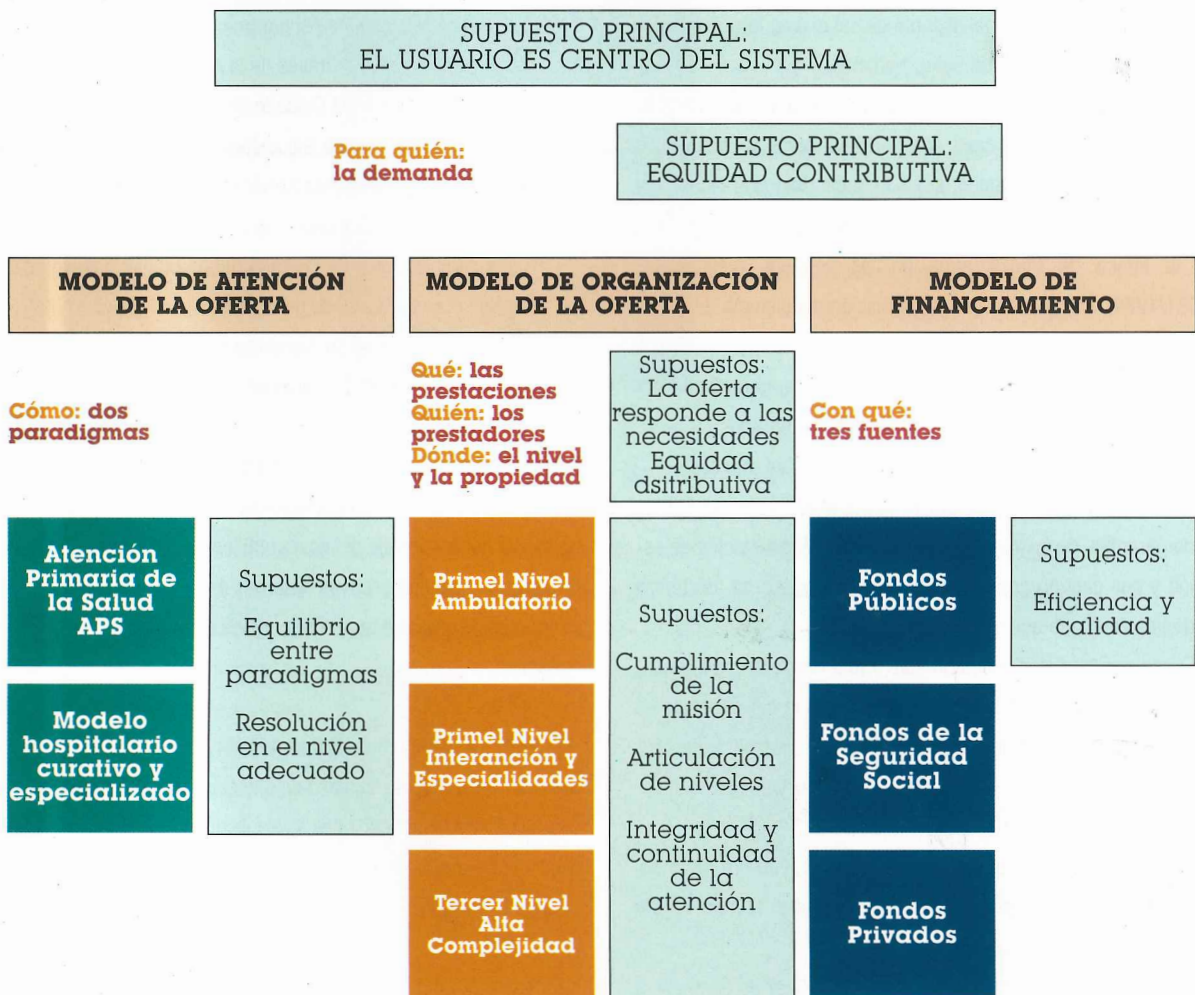 SUPUESTO PRINCIPAL:
EL USUARIO ES CENTRO DEL SISTEMA
Para quién:
la demanda
SUPUESTO PRINCIPAL:
EQUIDAD CONTRIBUTIVA
MODELO DE ATENCIÓN
DE LA OFERTA
Cómo: dos
paradigmas
Atención
Primaria de
la Salud
APS
Modelo
hospitalario
curativo y
especializado
Supuestos:
Equilibrio
entre
paradigmas
Resolución
en el nivel
adecuado
MODELO DE ORGANIZACIÓN
DE LA OFERTA
Qué: las
prestaciones
Quién: los
prestadores
Dónde: el nivel
y la propiedad
Supuestos:
La oferta
responde a las
necesidades
Equidad
dsitributiva
Primel Nivel
Ambulatorio
Primel Nivel
Interanción y
Especialidades
Tercer Nivel
Alta
Complejidad
Supuestos:
Cumplimiento
de la
misión
Articulación
de niveles
Integridad y
continuidad
de la
atención
MODELO DE
FINANCIAMIENTO
Con qué:
tres fuentes
Fondos
Públicos
Fondos de la
Seguridad
Social
Fondos
Privados
Supuestos:
Eficiencia y
calidad